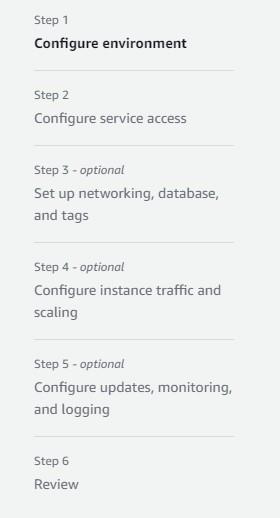 Step 1
Configure environment
Step 2
Configure service access
Step 3 - optional
Set up networking, database,
and tags
Step 4 - optional
Configure instance traffic and
scaling
Step 5 - optional
Configure updates, monitoring,
and logging
Step 6
Review